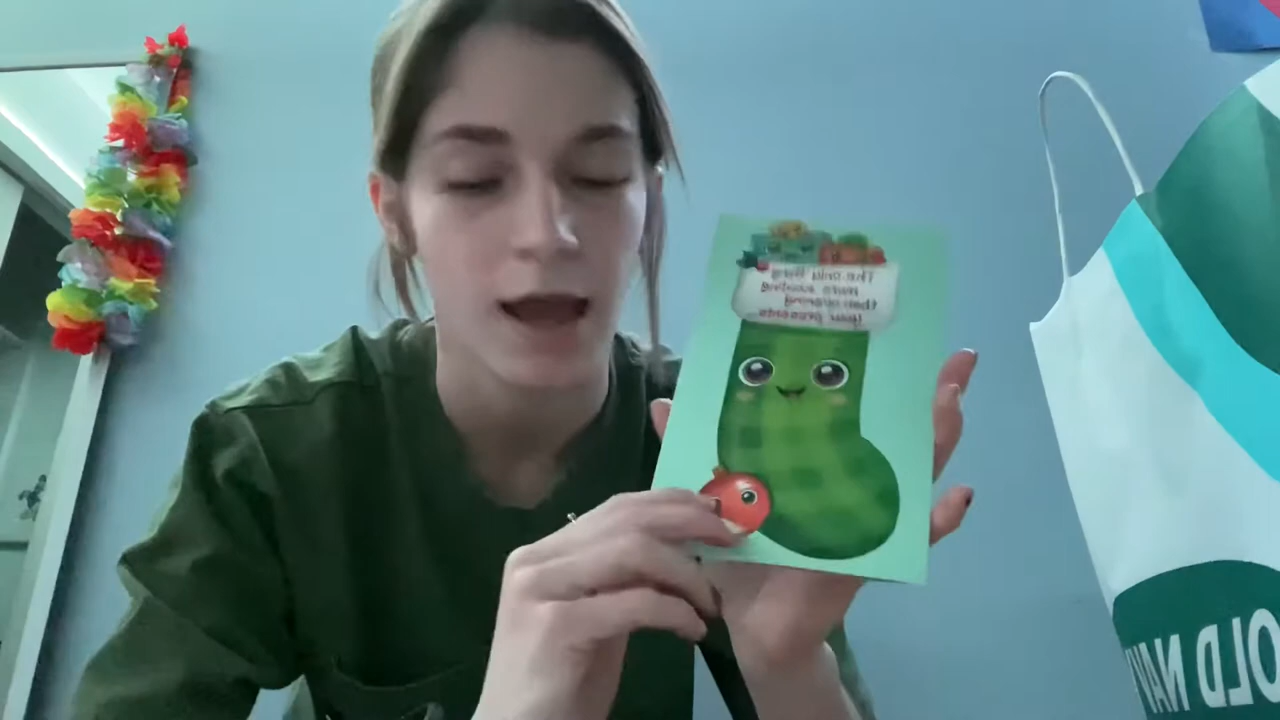 The only thing
more exciting
than opening
your presents
OLD NAV